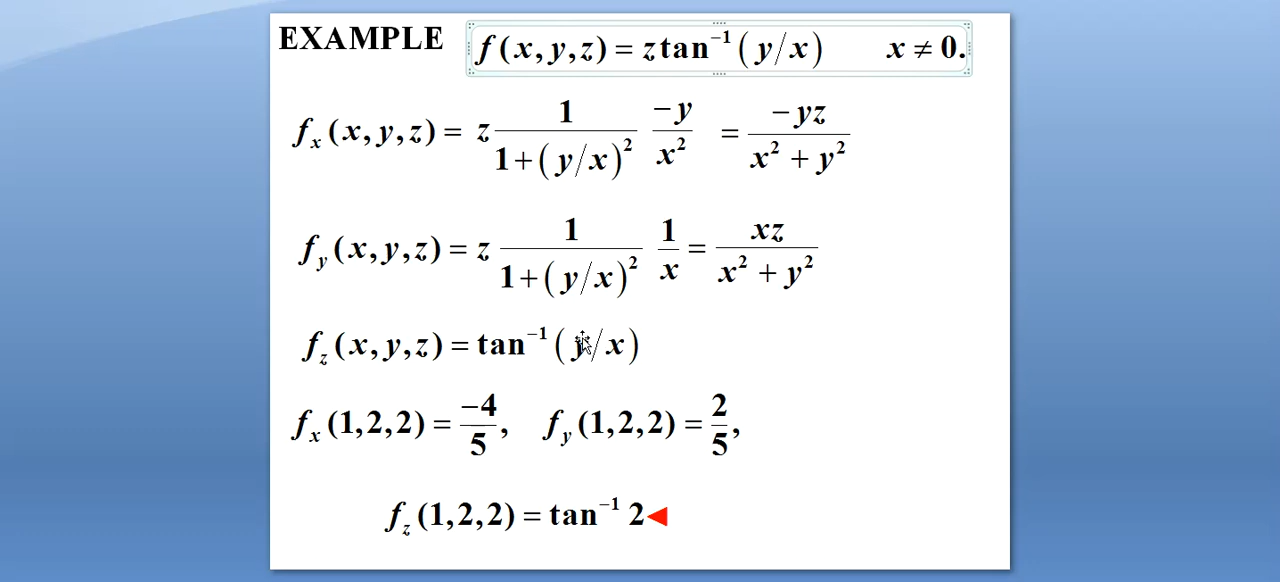 EXAMPLE f(x,y,z) = z tan⁻¹(y/x) x ≠ 0.
fₓ(x,y,z) = z 1/(1+(y/x)²) −y/x² = −yz/(x² + y²)
f_y(x,y,z) = z 1/(1+(y/x)²) 1/x = xz/(x² + y²)
f_z(x,y,z) = tan⁻¹(y/x)
fₓ(1,2,2) = −4/5, f_y(1,2,2) = 2/5,
f_z(1,2,2) = tan⁻¹ 2